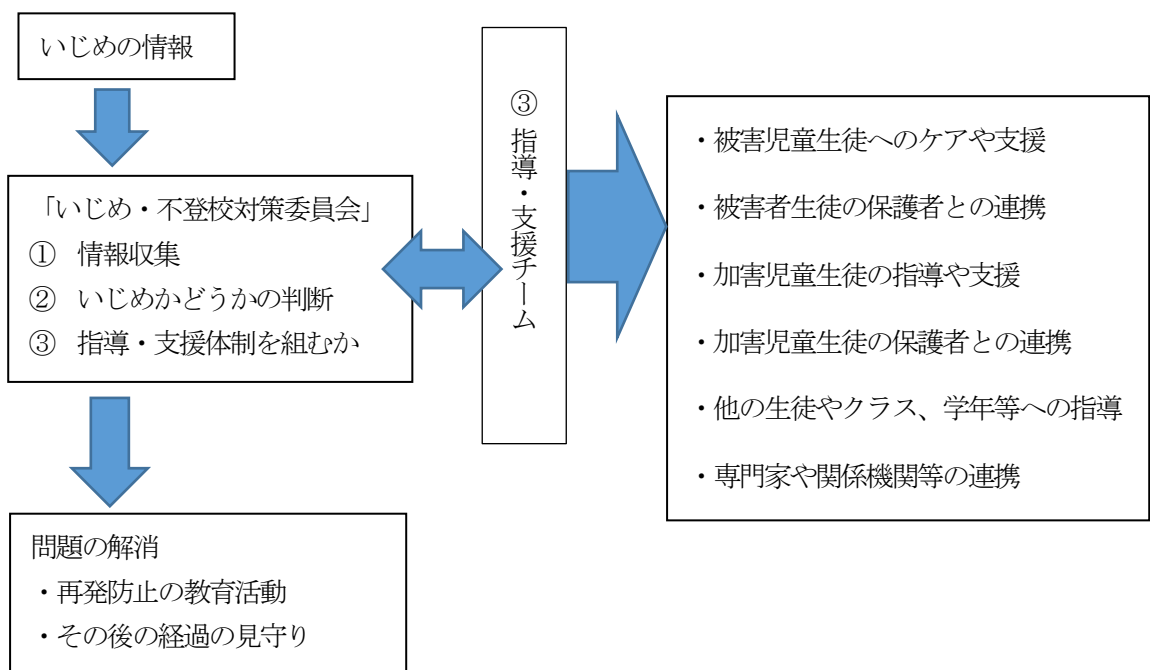 いじめの情報
「いじめ・不登校対策委員会」
① 情報収集
② いじめかどうかの判断
③ 指導・支援体制を組むか
③ 指導・支援チーム
・被害児童生徒へのケアや支援
・被害者生徒の保護者との連携
・加害児童生徒の指導や支援
・加害児童生徒の保護者との連携
・他の生徒やクラス、学年等への指導
・専門家や関係機関等の連携
問題の解消
・再発防止の教育活動
・その後の経過の見守り